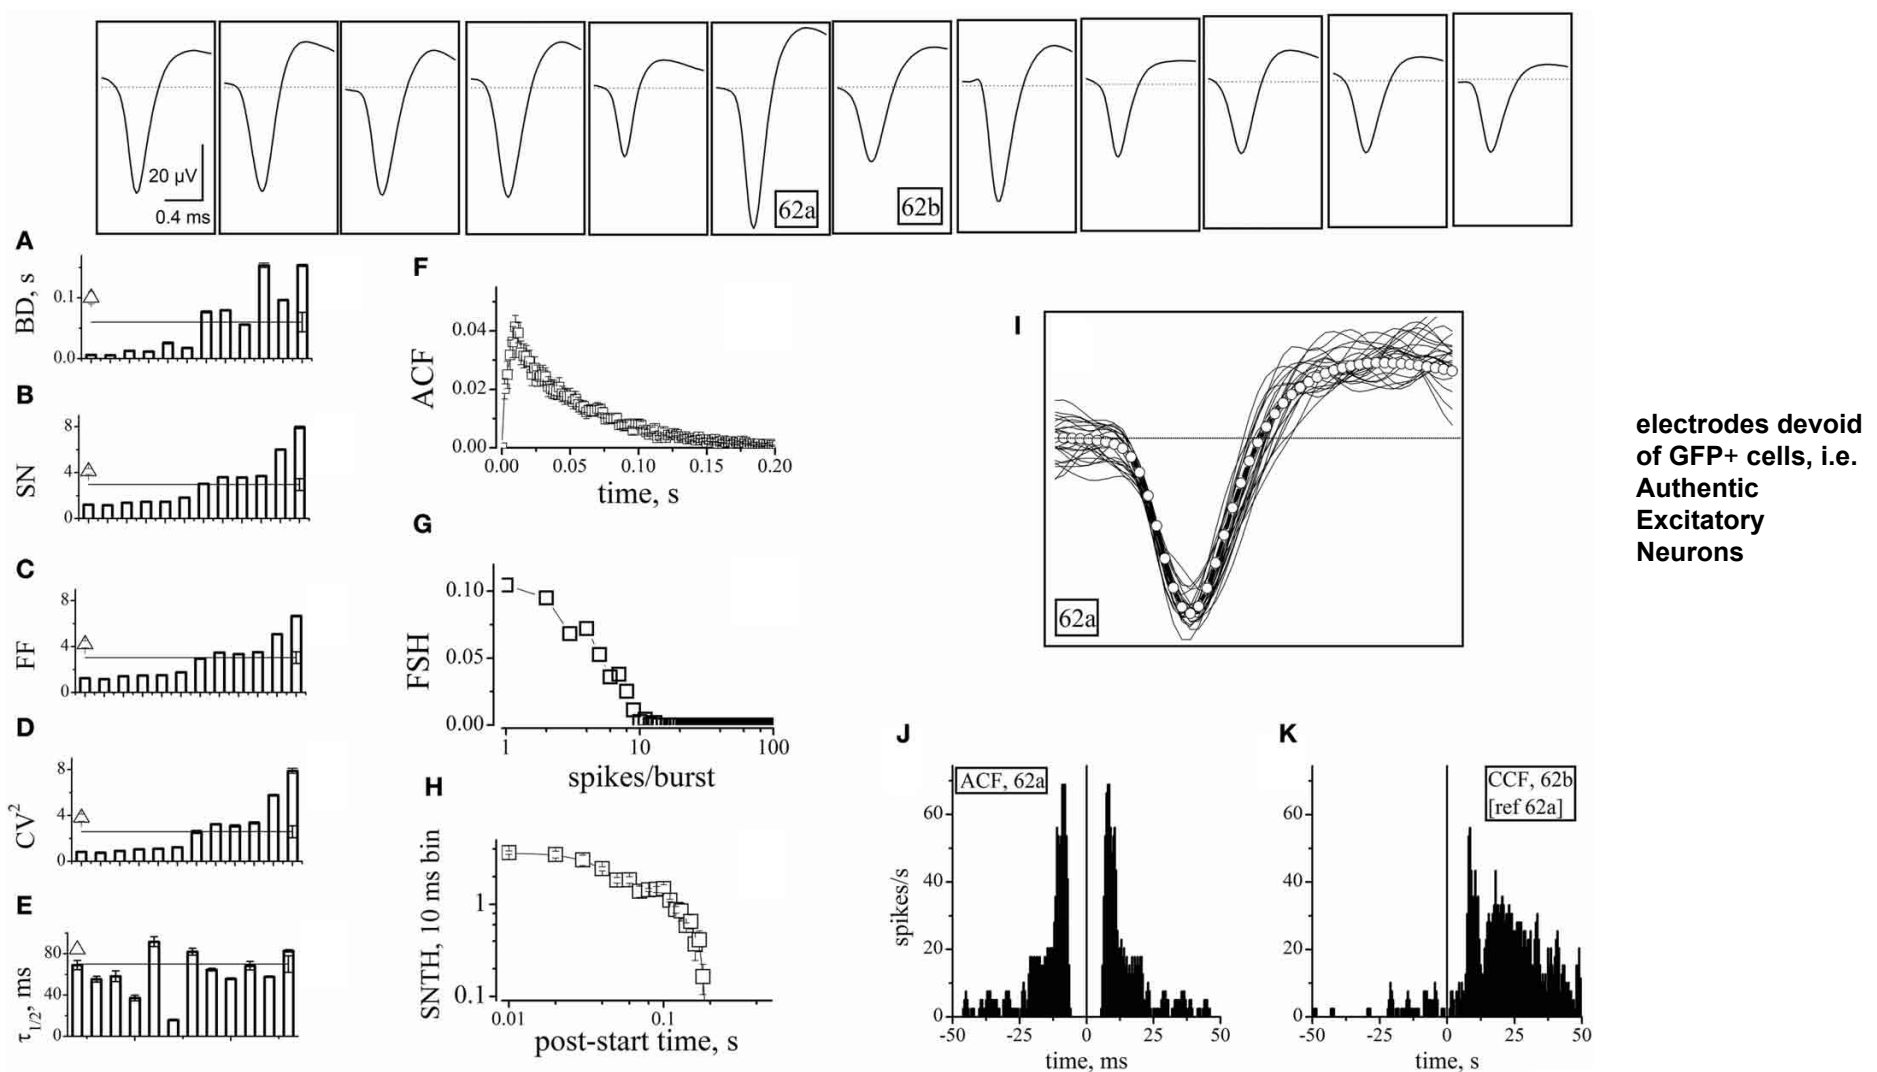 20 µV
0.4 ms
62a
62b
A
BD, s
0.1
0.0
B
SN
8
4
0
C
FF
8
4
0
D
CV²
8
4
0
E
τ1/2, ms
80
40
0
F
ACF
0.04
0.02
0.00
0.00 0.05 0.10 0.15 0.20
time, s
G
FSH
0.10
0.05
0.00
1 10 100
spikes/burst
H
SNTH, 10 ms bin
1
0.1
0.01 0.1
post-start time, s
I
62a
J
ACF, 62a
spikes/s
60
40
20
0
-50 -25 0 25 50
time, ms
K
CCF, 62b
[ref 62a]
60
40
20
0
-50 -25 0 25 50
time, s
electrodes devoid
of GFP+ cells, i.e.
Authentic
Excitatory
Neurons